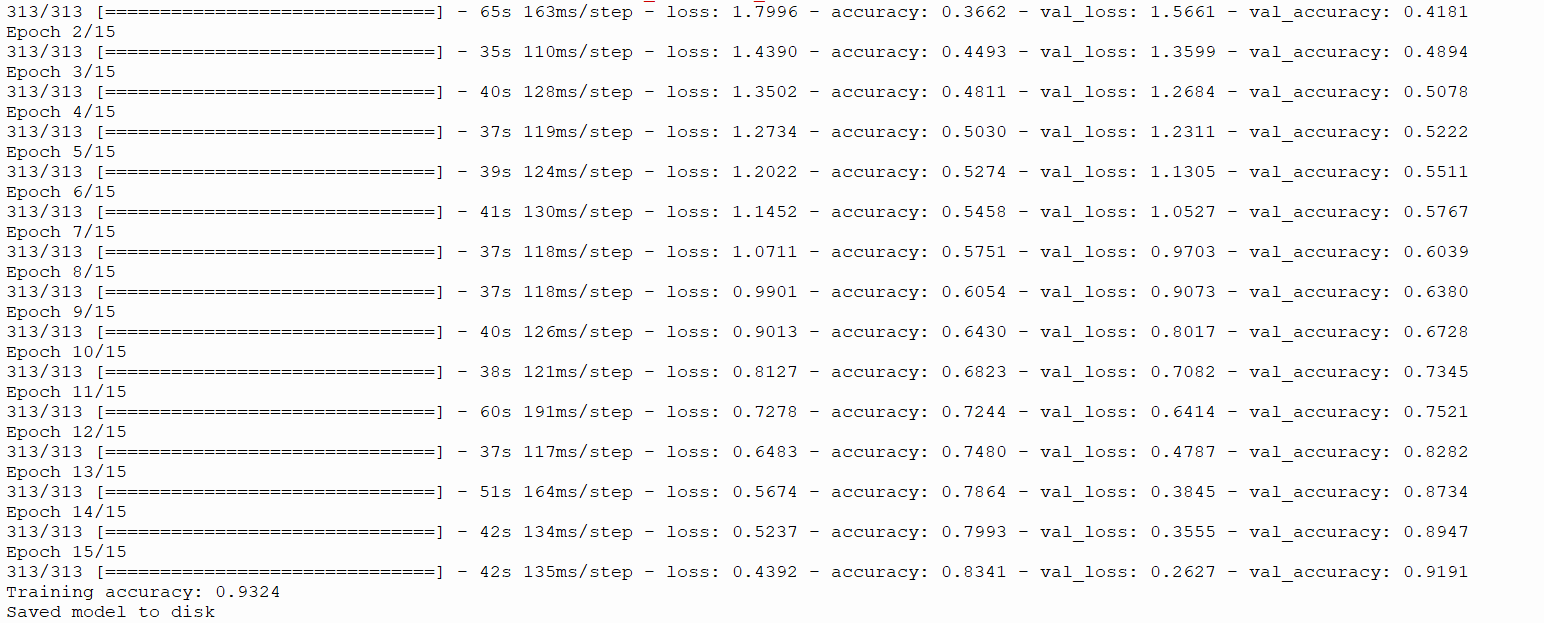 313/313 [==============================] - 65s 163ms/step - loss: 1.7996 - accuracy: 0.3662 - val_loss: 1.5661 - val_accuracy: 0.4181
Epoch 2/15
313/313 [==============================] - 35s 110ms/step - loss: 1.4390 - accuracy: 0.4493 - val_loss: 1.3599 - val_accuracy: 0.4894
Epoch 3/15
313/313 [==============================] - 40s 128ms/step - loss: 1.3502 - accuracy: 0.4811 - val_loss: 1.2684 - val_accuracy: 0.5078
Epoch 4/15
313/313 [==============================] - 37s 119ms/step - loss: 1.2734 - accuracy: 0.5030 - val_loss: 1.2311 - val_accuracy: 0.5222
Epoch 5/15
313/313 [==============================] - 39s 124ms/step - loss: 1.2022 - accuracy: 0.5274 - val_loss: 1.1305 - val_accuracy: 0.5511
Epoch 6/15
313/313 [==============================] - 41s 130ms/step - loss: 1.1452 - accuracy: 0.5458 - val_loss: 1.0527 - val_accuracy: 0.5767
Epoch 7/15
313/313 [==============================] - 37s 118ms/step - loss: 1.0711 - accuracy: 0.5751 - val_loss: 0.9703 - val_accuracy: 0.6039
Epoch 8/15
313/313 [==============================] - 37s 118ms/step - loss: 0.9901 - accuracy: 0.6054 - val_loss: 0.9073 - val_accuracy: 0.6380
Epoch 9/15
313/313 [==============================] - 40s 126ms/step - loss: 0.9013 - accuracy: 0.6430 - val_loss: 0.8017 - val_accuracy: 0.6728
Epoch 10/15
313/313 [==============================] - 38s 121ms/step - loss: 0.8127 - accuracy: 0.6823 - val_loss: 0.7082 - val_accuracy: 0.7345
Epoch 11/15
313/313 [==============================] - 60s 191ms/step - loss: 0.7278 - accuracy: 0.7244 - val_loss: 0.6414 - val_accuracy: 0.7521
Epoch 12/15
313/313 [==============================] - 37s 117ms/step - loss: 0.6483 - accuracy: 0.7480 - val_loss: 0.4787 - val_accuracy: 0.8282
Epoch 13/15
313/313 [==============================] - 51s 164ms/step - loss: 0.5674 - accuracy: 0.7864 - val_loss: 0.3845 - val_accuracy: 0.8734
Epoch 14/15
313/313 [==============================] - 42s 134ms/step - loss: 0.5237 - accuracy: 0.7993 - val_loss: 0.3555 - val_accuracy: 0.8947
Epoch 15/15
313/313 [==============================] - 42s 135ms/step - loss: 0.4392 - accuracy: 0.8341 - val_loss: 0.2627 - val_accuracy: 0.9191
Training accuracy: 0.9324
Saved model to disk